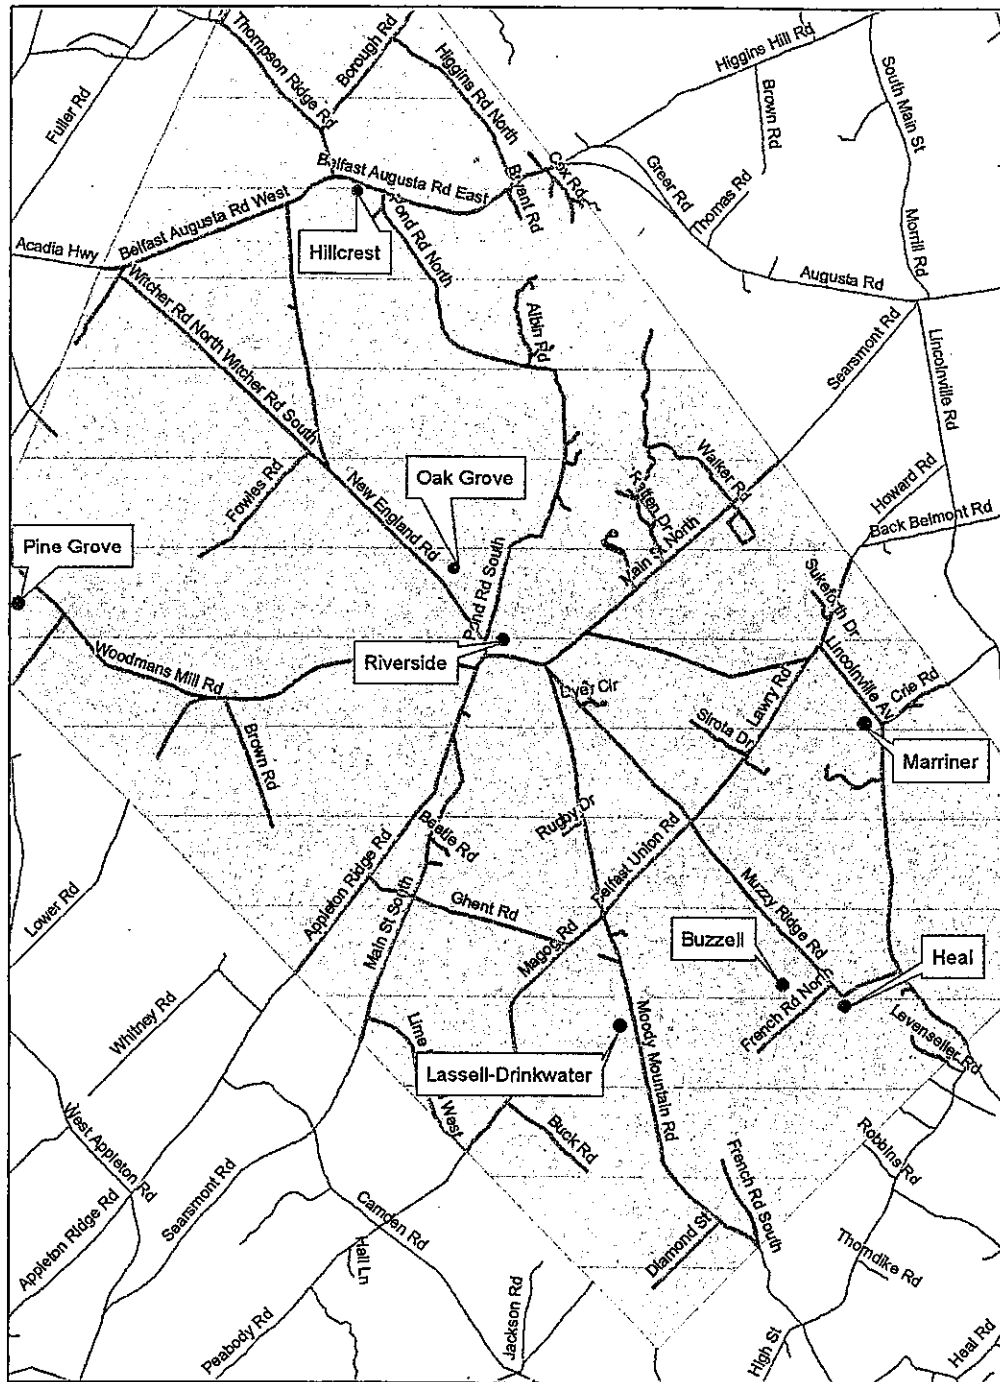 Thompson Ridge Rd
Borough Rd
Higgins Rd North
Higgins Hill Rd
Brown Rd
South Main St
Fuller Rd
Belfast Augusta Rd East
Cox Rd
Bryant Rd
Greer Rd
Thomas Rd
Morrill Rd
Belfast Augusta Rd West
Acadia Hwy
Hillcrest
Pond Rd North
Augusta Rd
Witcher Rd North
Witcher Rd South
Albin Rd
Searsmont Rd
Lincolnville Rd
Fowles Rd
New England Rd
Oak Grove
Walker Rd
Howard Rd
Back Belmont Rd
Pine Grove
Pond Rd South
Main St North
Sukeforth Dr
Riverside
Woodmans Mill Rd
Dyer Cir
Lawry Rd
Lincolnville Av
Crie Rd
Sirota Dr
Marriner
Brown Rd
Rugby Dr
Beetle Rd
Belfast Union Rd
Appleton Ridge Rd
Lower Rd
Main St South
Ghent Rd
Magog Rd
Muzzy Ridge Rd
Buzzell
Heal
Whitney Rd
French Rd North
Levenseller Rd
Lime
West
Lassell-Drinkwater
Moody Mountain Rd
Buck Rd
West Appleton Rd
Robbins Rd
French Rd South
Searsmont Rd
Appleton Ridge Rd
Camden Rd
Diamond St
Thorndike Rd
Hall Ln
Peabody Rd
Jackson Rd
High St
Heal Rd